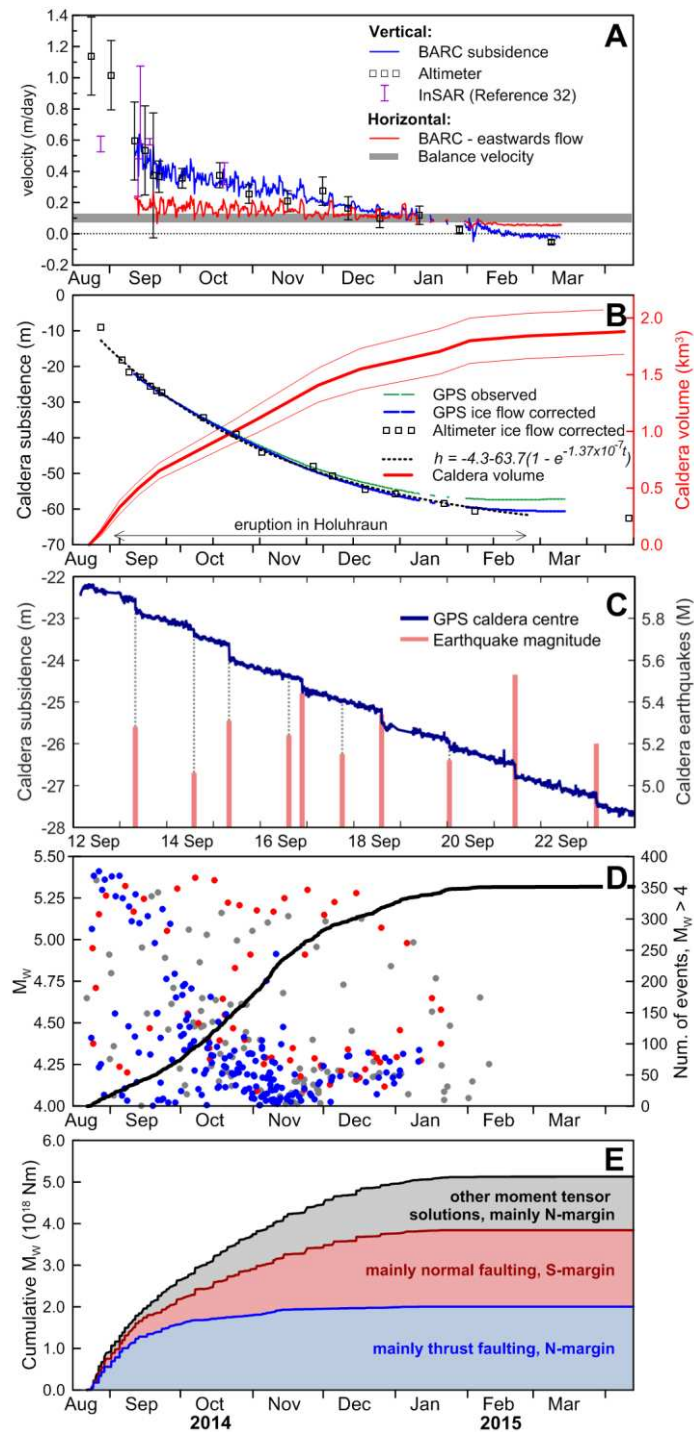 A
Vertical:
BARC subsidence
Altimeter
InSAR (Reference 32)
Horizontal:
BARC - eastwards flow
Balance velocity
velocity (m/day)
1.4
1.2
1.0
0.8
0.6
0.4
0.2
0.0
-0.2
Aug Sep Oct Nov Dec Jan Feb Mar
B
Caldera subsidence (m)
0
-10
-20
-30
-40
-50
-60
-70
GPS observed
GPS ice flow corrected
Altimeter ice flow corrected
h = -4.3-63.7(1 - e^-1.37x10^-7t)
Caldera volume
eruption in Holuhraun
Caldera volume (km³)
2.0
1.5
1.0
0.5
0.0
Aug Sep Oct Nov Dec Jan Feb Mar
C
Caldera subsidence (m)
-22
-23
-24
-25
-26
-27
-28
GPS caldera centre
Earthquake magnitude
Caldera earthquakes (M)
5.8
5.6
5.4
5.2
5.0
12 Sep 14 Sep 16 Sep 18 Sep 20 Sep 22 Sep
D
Mw
5.50
5.25
5.00
4.75
4.50
4.25
4.00
Num. of events, Mw > 4
400
350
300
250
200
150
100
50
0
Aug Sep Oct Nov Dec Jan Feb Mar
E
Cumulative Mw (10¹⁸ Nm)
6.0
5.0
4.0
3.0
2.0
1.0
0.0
other moment tensor
solutions, mainly N-margin
mainly normal faulting, S-margin
mainly thrust faulting, N-margin
Aug Sep Oct Nov Dec Jan Feb Mar
2014 2015